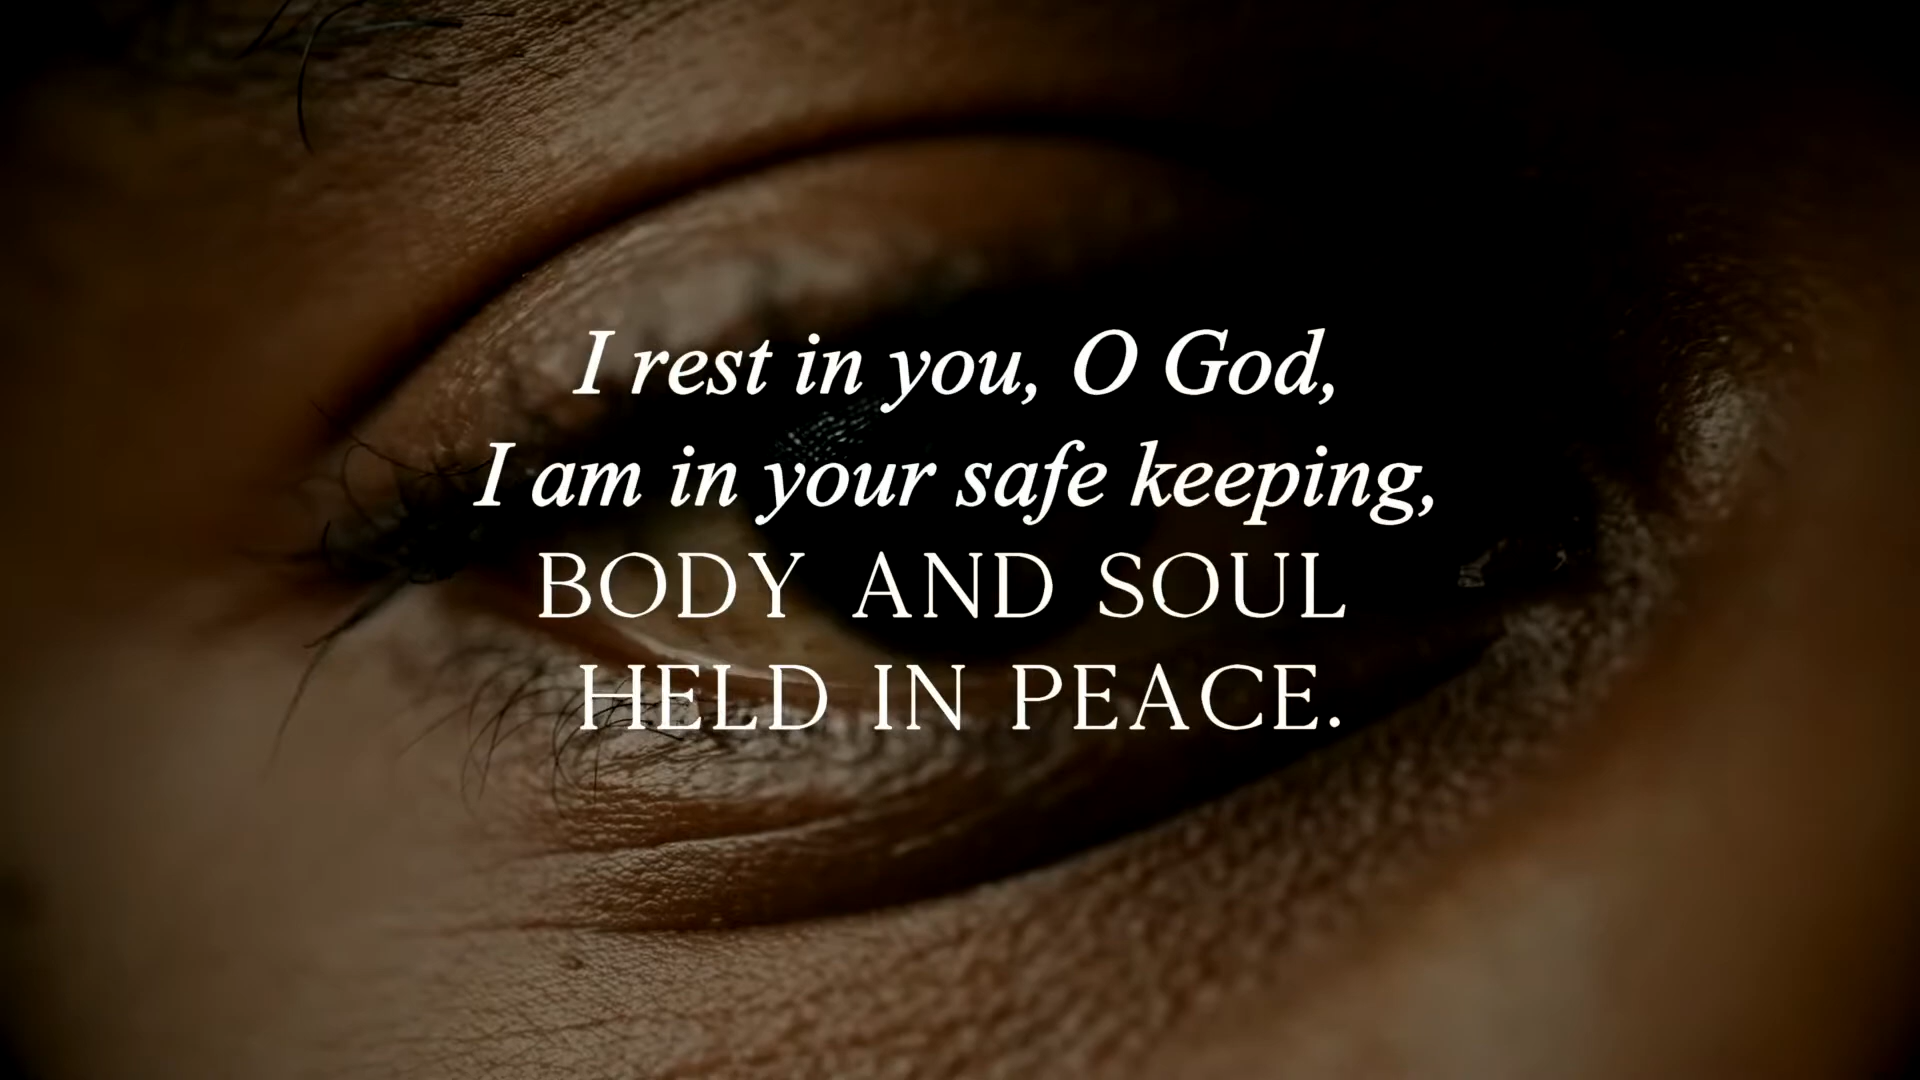 I rest in you, O God,
I am in your safe keeping,
BODY AND SOUL
HELD IN PEACE.